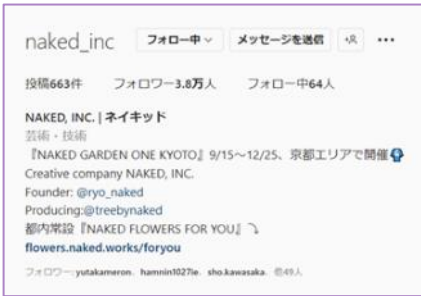 naked_inc フォロー中 メッセージを送信
投稿663件 フォロワー3.8万人 フォロー中64人
NAKED, INC. | ネイキッド
芸術・技術
『NAKED GARDEN ONE KYOTO』9/15~12/25、京都エリアで開催
Creative company NAKED, INC.
Founder: @ryo_naked
Producing:@treebynaked
都内常設『NAKED FLOWERS FOR YOU』⤵
flowers.naked.works/foryou
フォロワー: yutakameron、hamnin1027ie、sho.kawasaka、他49人